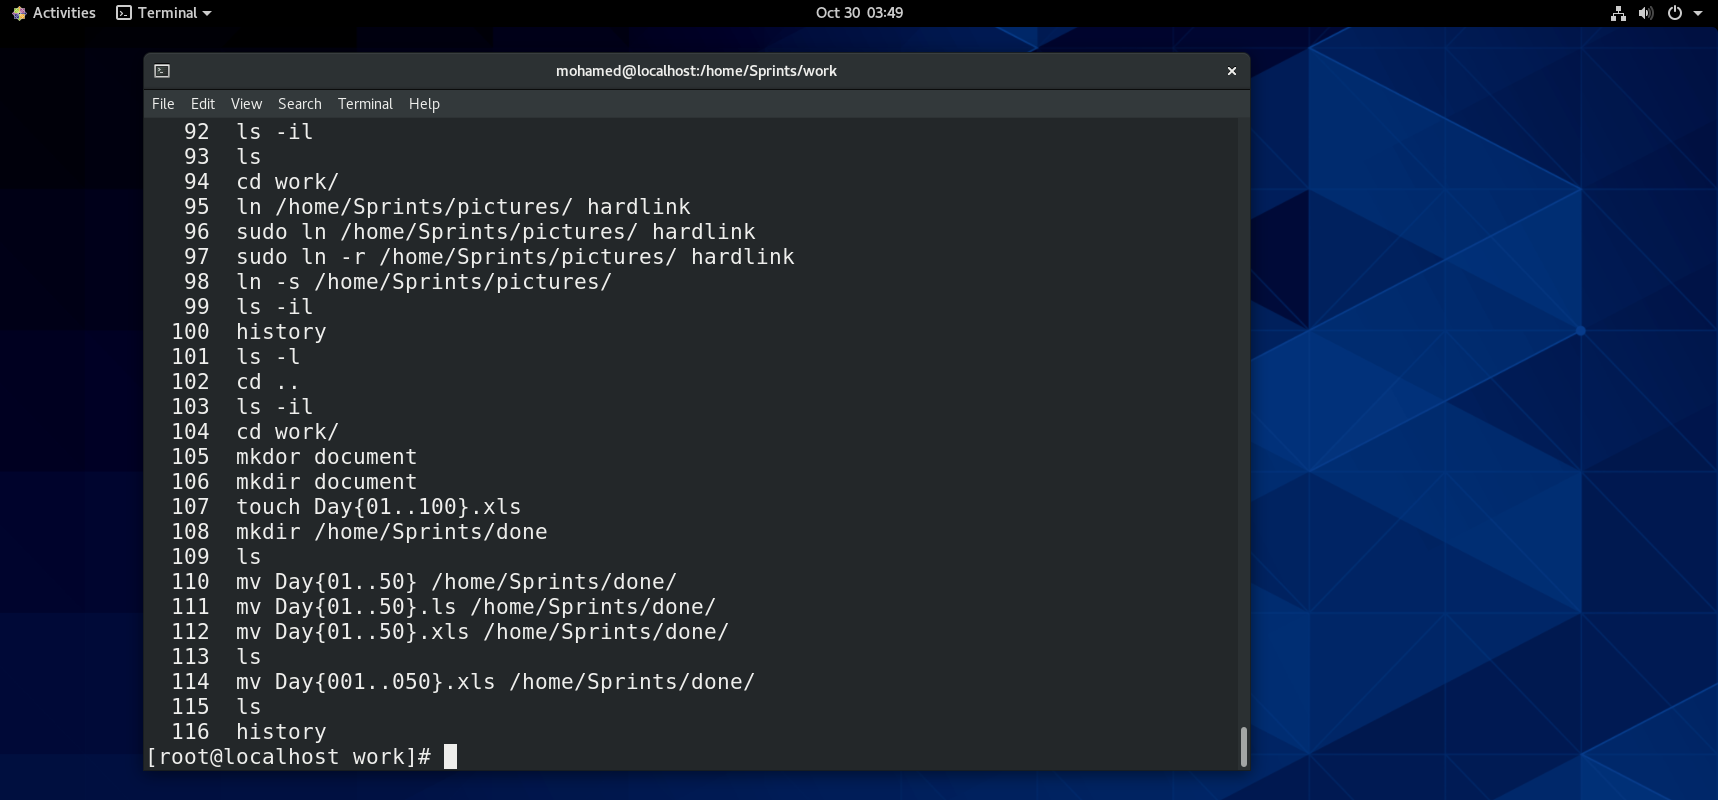 Activities Terminal Oct 30 03:49
mohamed@localhost:/home/Sprints/work
File Edit View Search Terminal Help
92 ls -il
93 ls
94 cd work/
95 ln /home/Sprints/pictures/ hardlink
96 sudo ln /home/Sprints/pictures/ hardlink
97 sudo ln -r /home/Sprints/pictures/ hardlink
98 ln -s /home/Sprints/pictures/
99 ls -il
100 history
101 ls -l
102 cd ..
103 ls -il
104 cd work/
105 mkdor document
106 mkdir document
107 touch Day{01..100}.xls
108 mkdir /home/Sprints/done
109 ls
110 mv Day{01..50} /home/Sprints/done/
111 mv Day{01..50}.ls /home/Sprints/done/
112 mv Day{01..50}.xls /home/Sprints/done/
113 ls
114 mv Day{001..050}.xls /home/Sprints/done/
115 ls
116 history
[root@localhost work]#